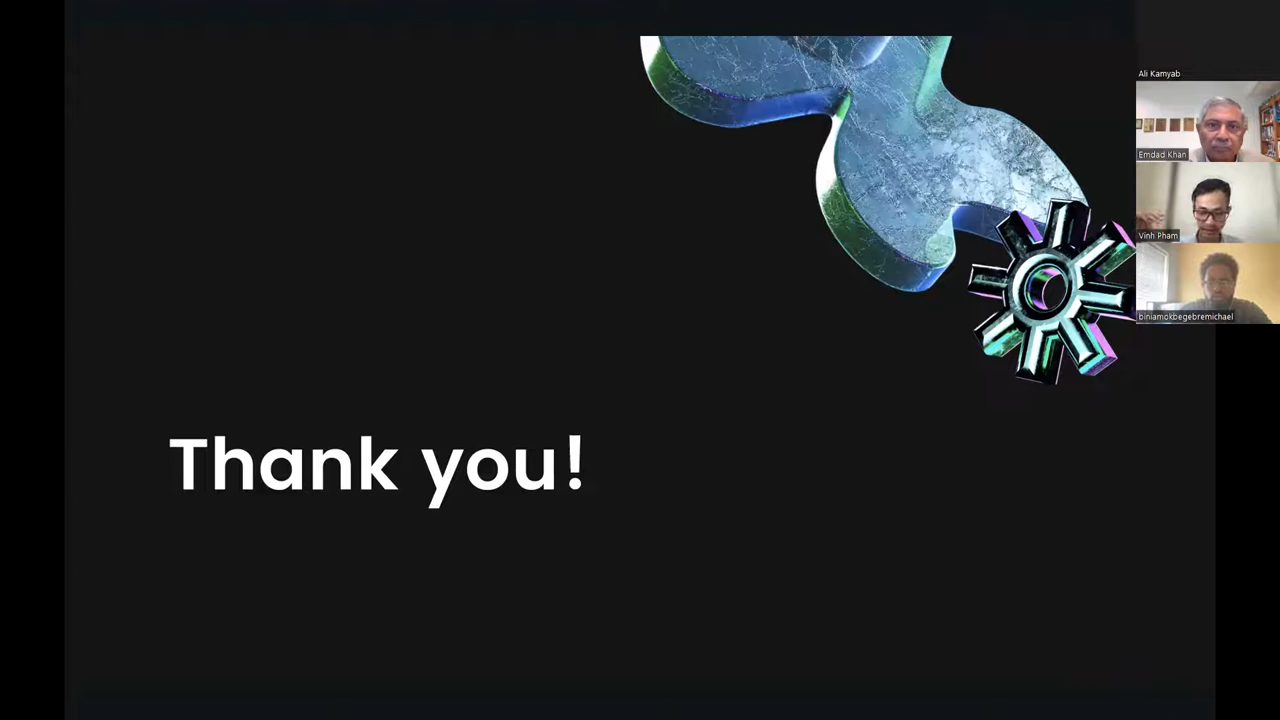 Ali Kamyab
Emdad Khan
Vinh Pham
biniamokbegebremichael
Thank you!